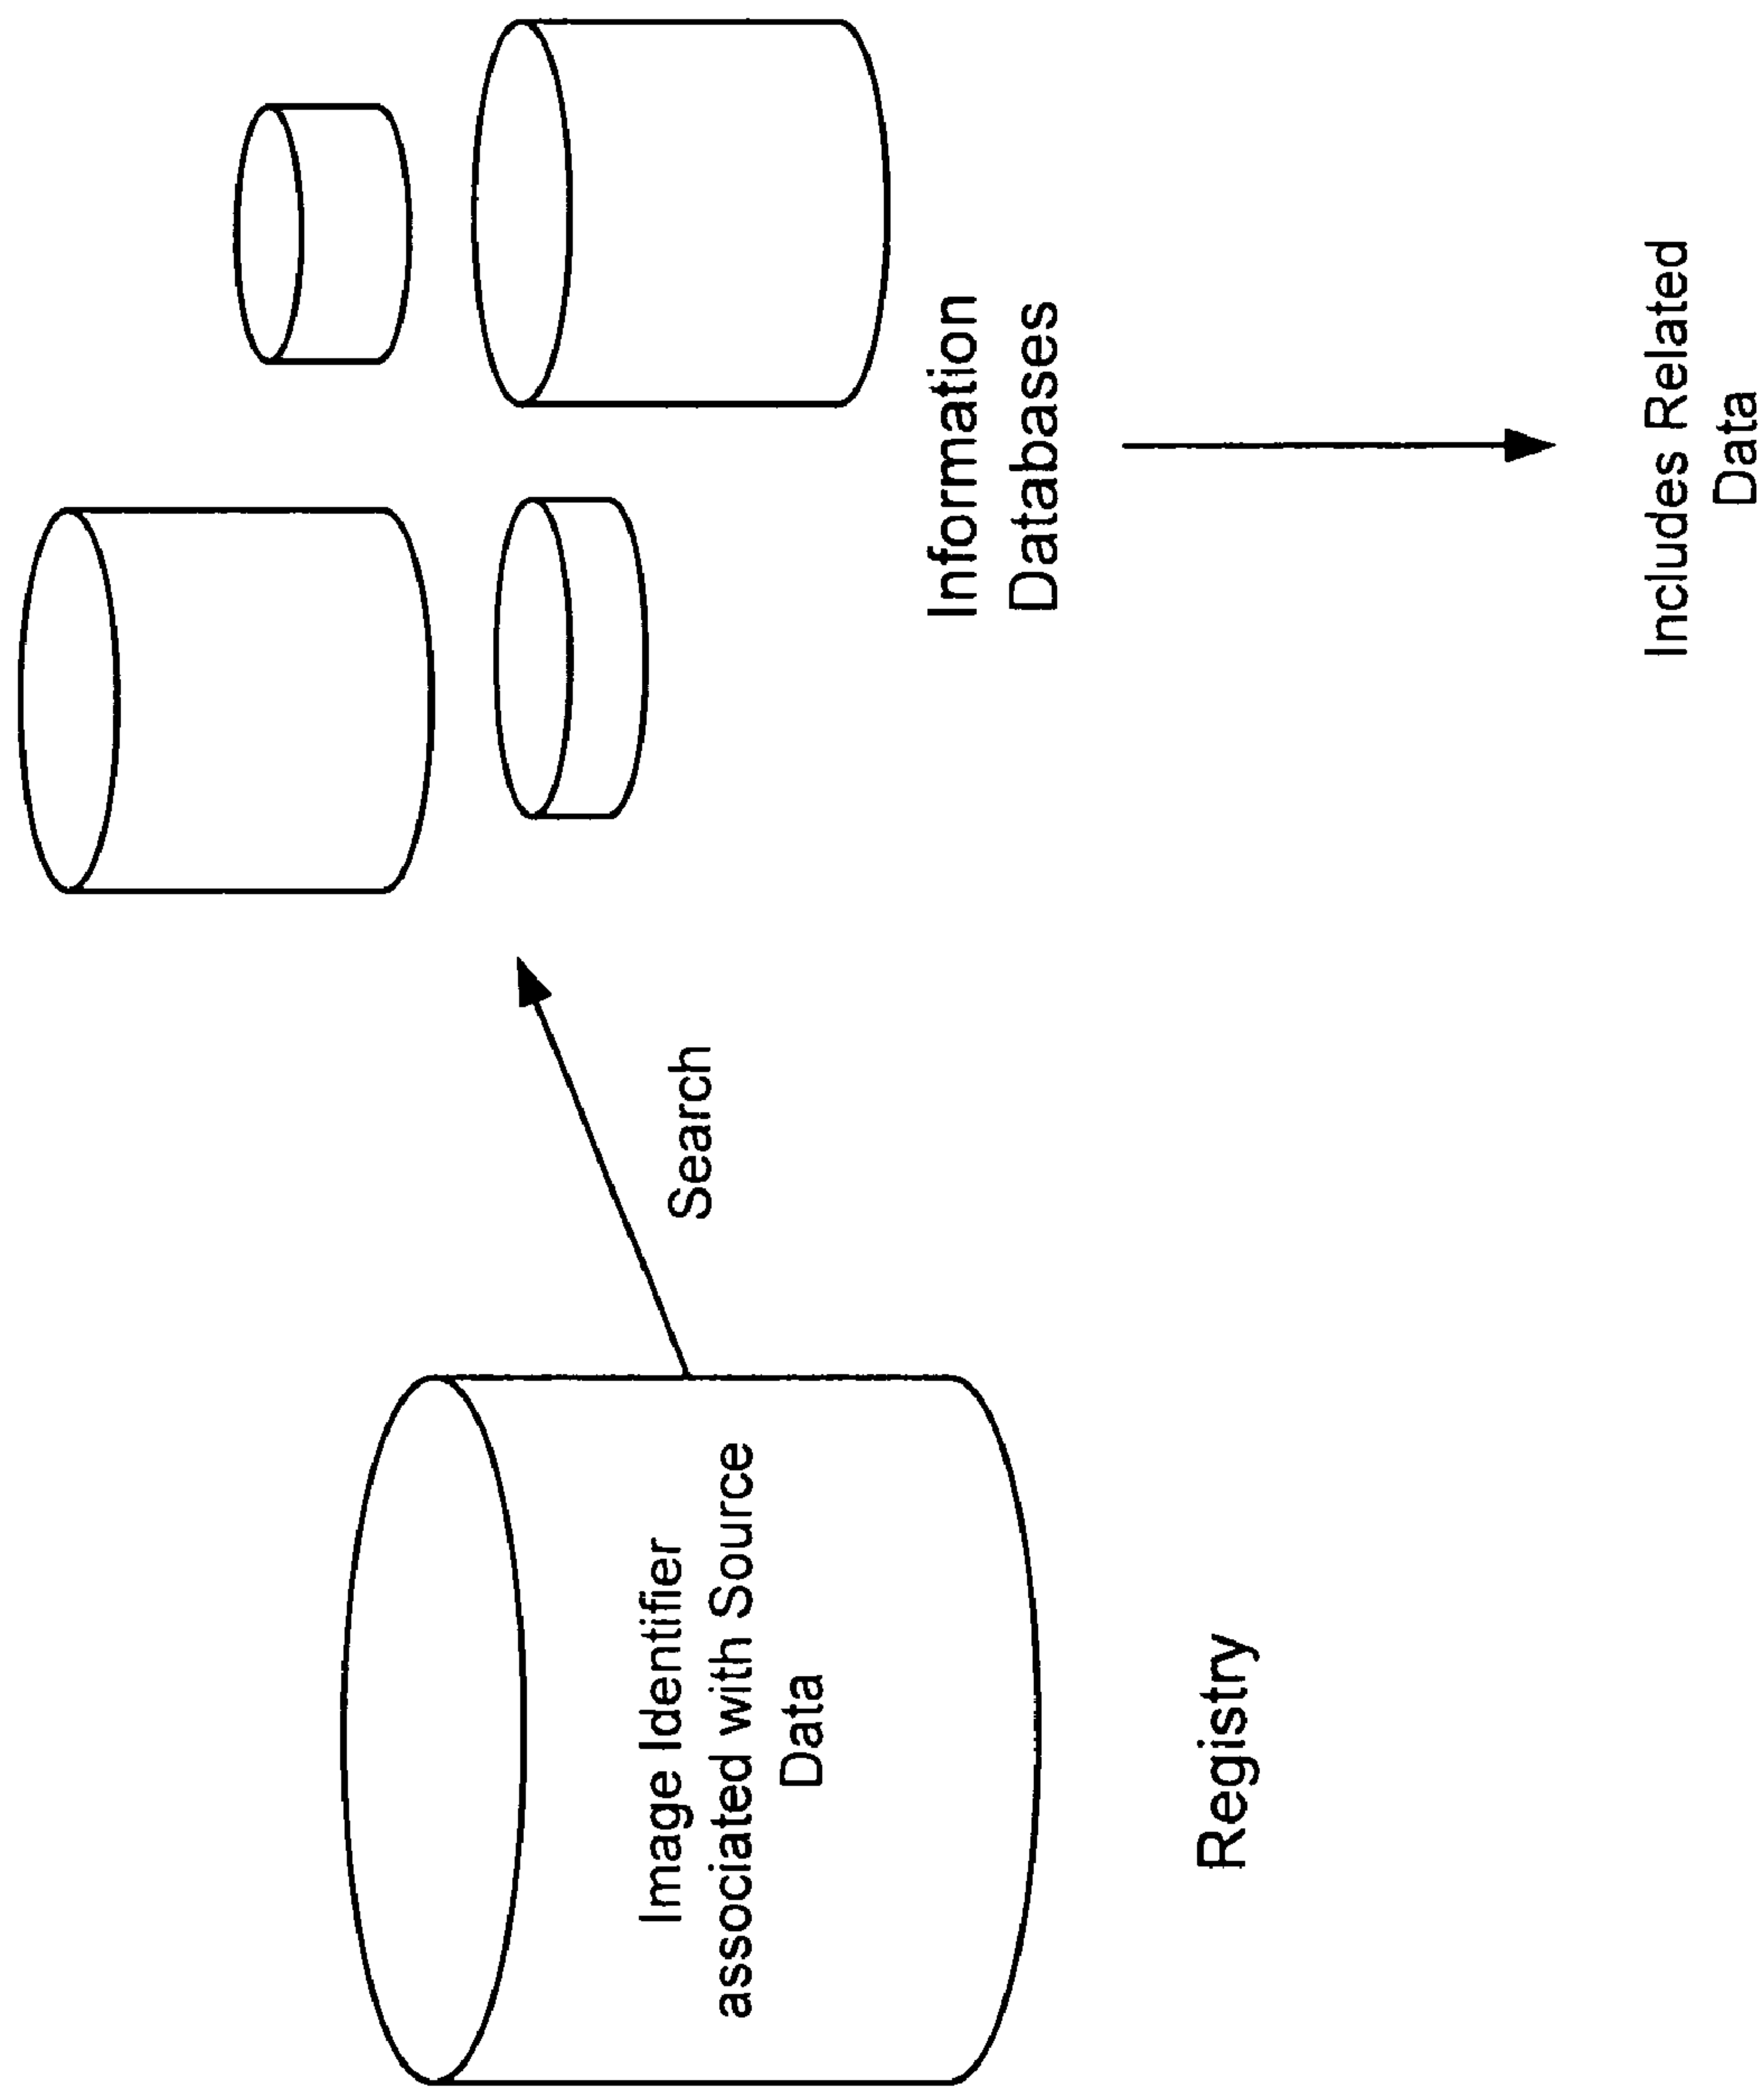 Image Identifier
associated with Source
Data
Registry
Search
Information
Databases
Includes Related
Data